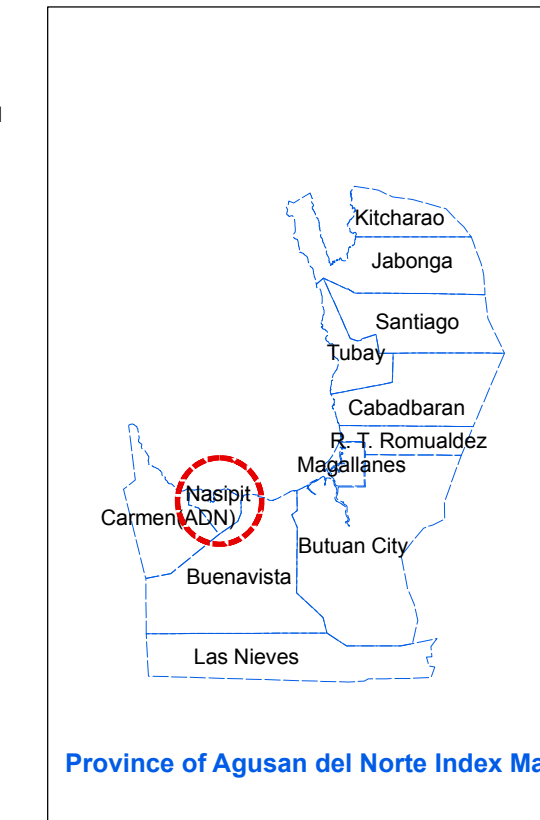 Kitcharao
Jabonga
Santiago
Tubay
Cabadbaran
R. T. Romualdez
Magallanes
Nasipit
Carmen(ADN)
Butuan City
Buenavista
Las Nieves
Province of Agusan del Norte Index Ma